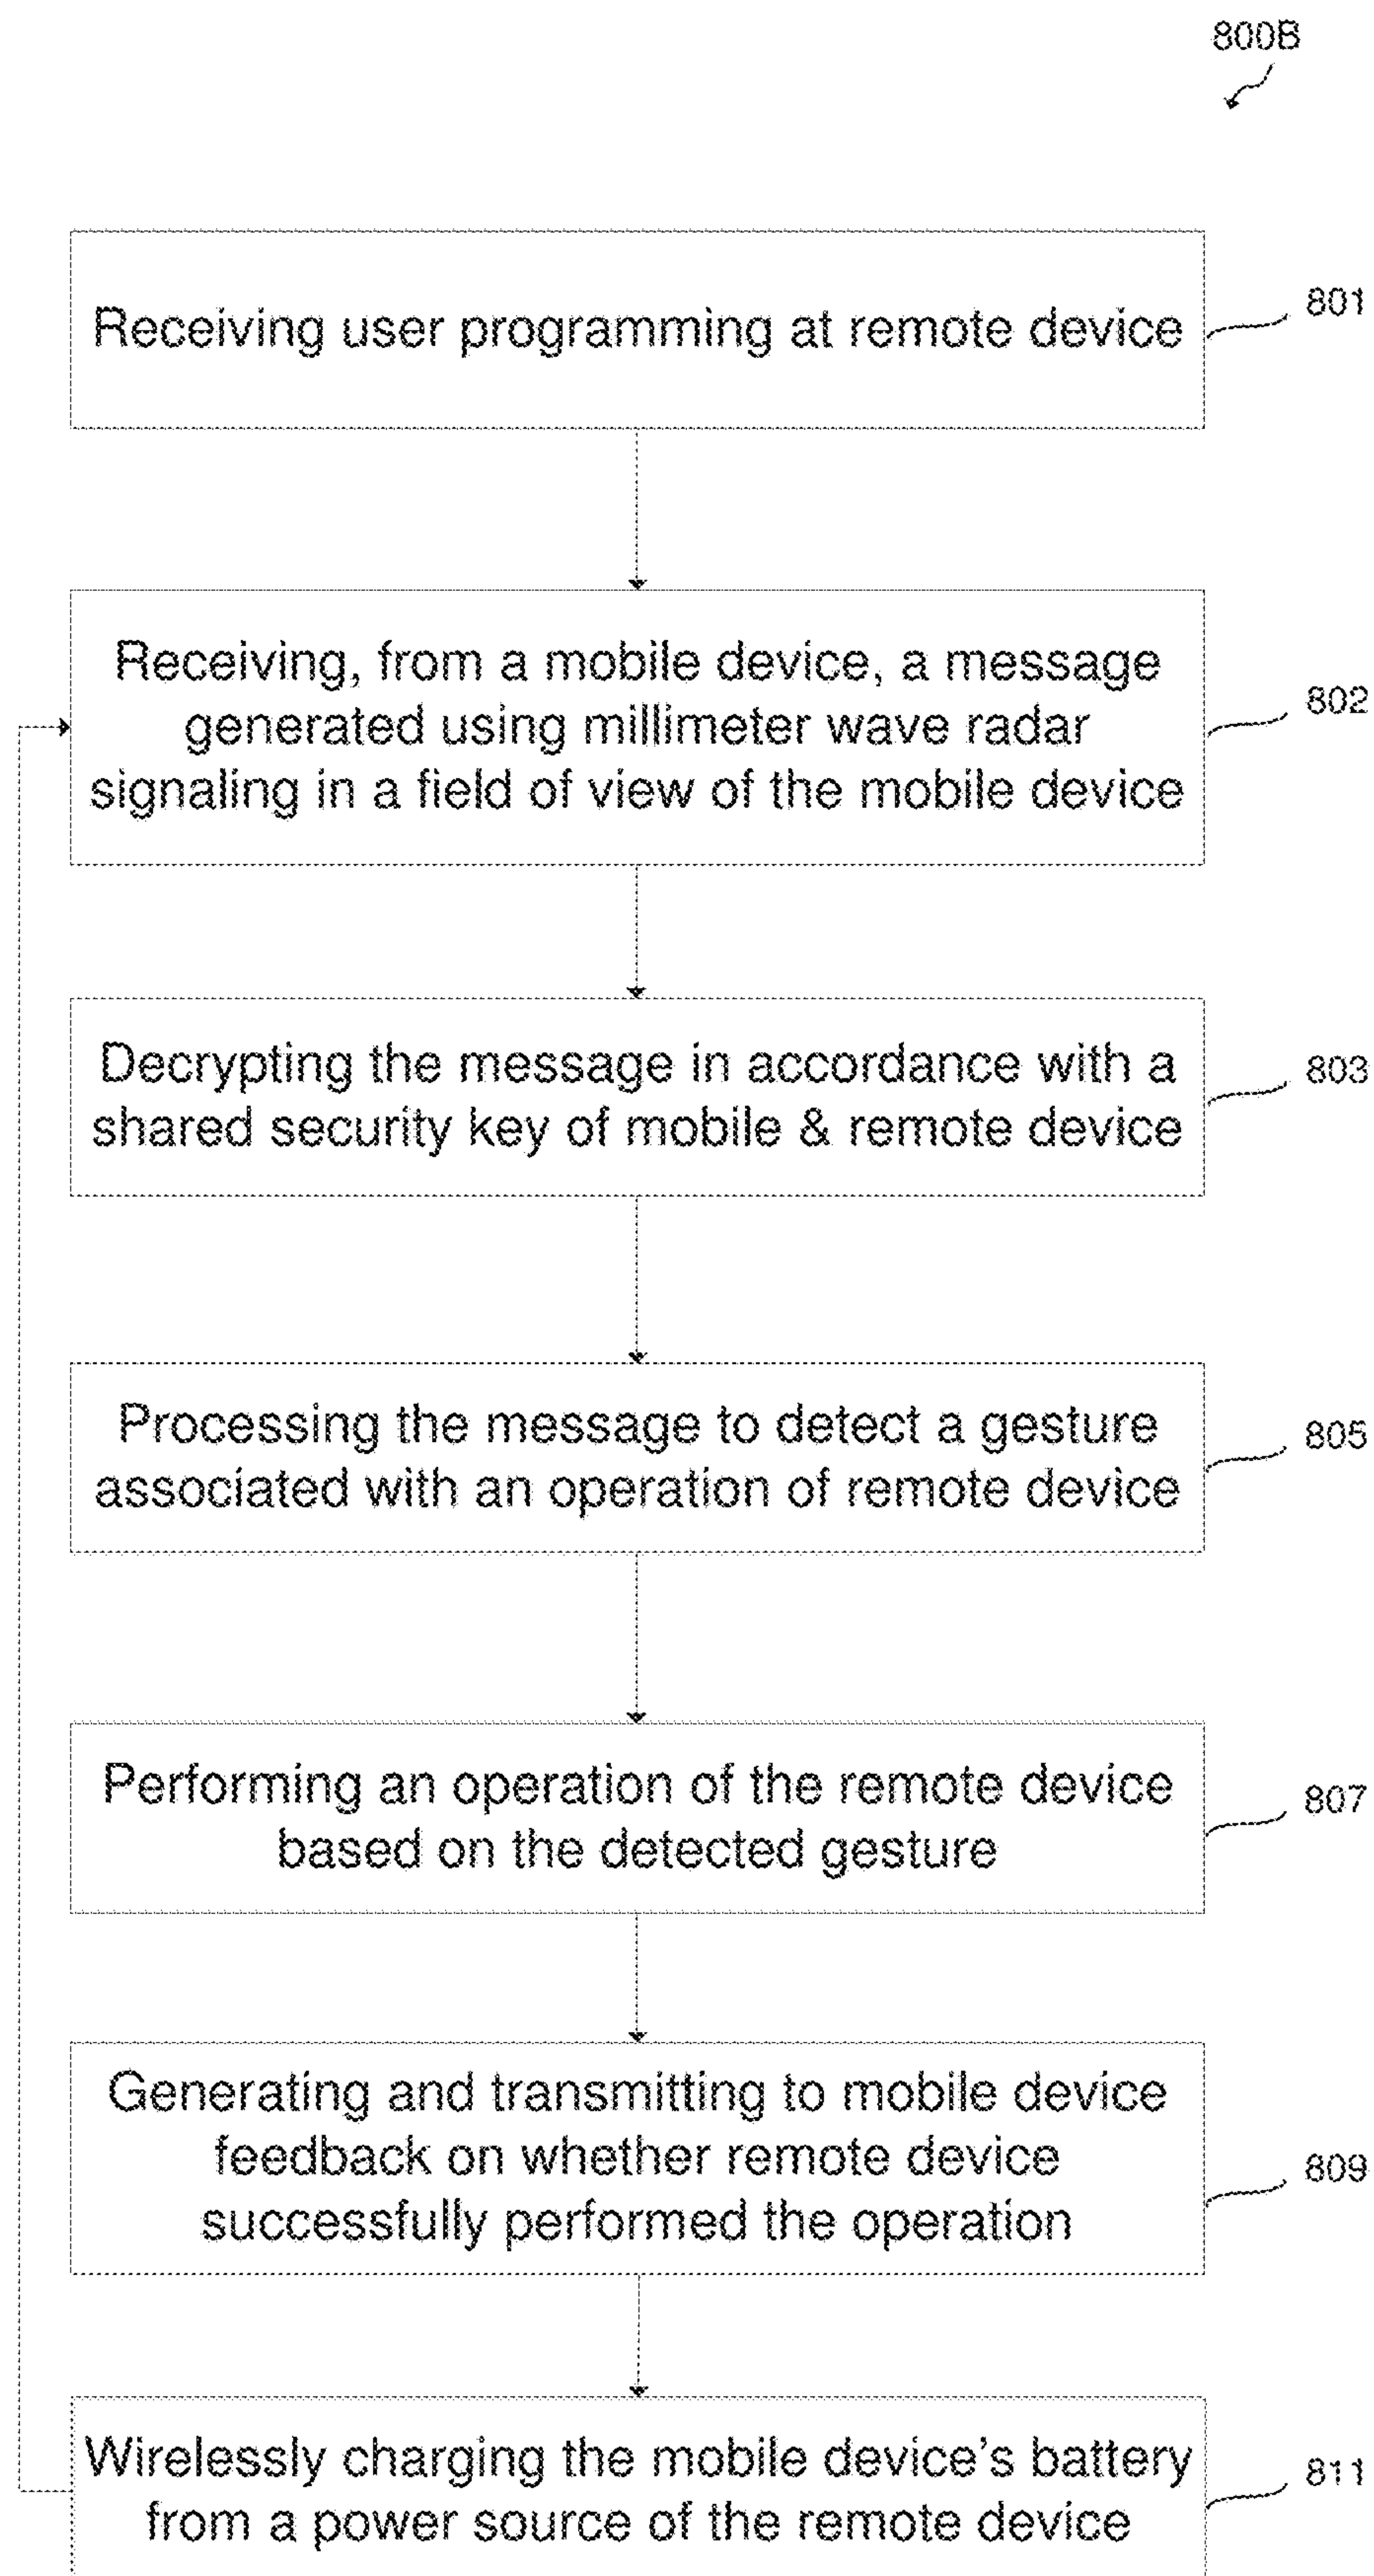 800B
Receiving user programming at remote device
801
Receiving, from a mobile device, a message
generated using millimeter wave radar
signaling in a field of view of the mobile device
802
Decrypting the message in accordance with a
shared security key of mobile & remote device
803
Processing the message to detect a gesture
associated with an operation of remote device
805
Performing an operation of the remote device
based on the detected gesture
807
Generating and transmitting to mobile device
feedback on whether remote device
successfully performed the operation
809
Wirelessly charging the mobile device's battery
from a power source of the remote device
811